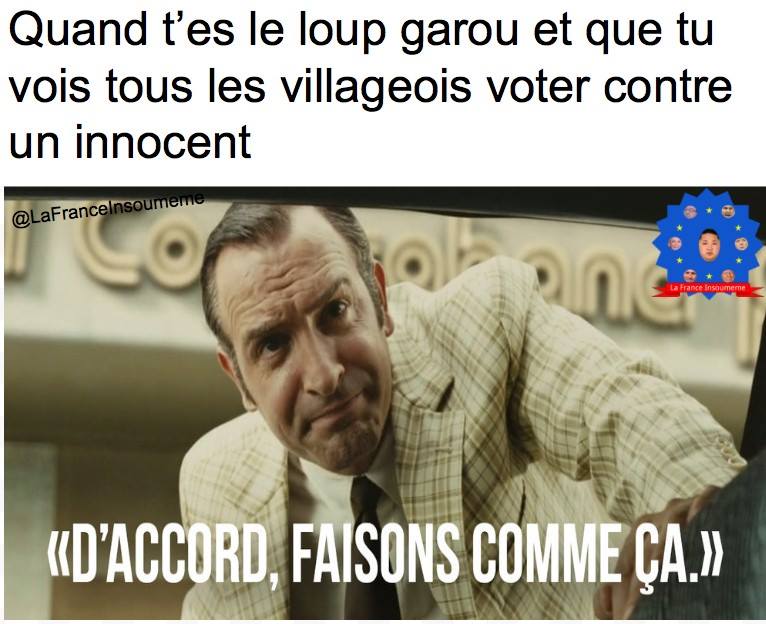 Quand t’es le loup garou et que tu
vois tous les villageois voter contre
un innocent
@LaFranceInsoumeme
La France Insoumeme
«D’ACCORD, FAISONS COMME ÇA.»